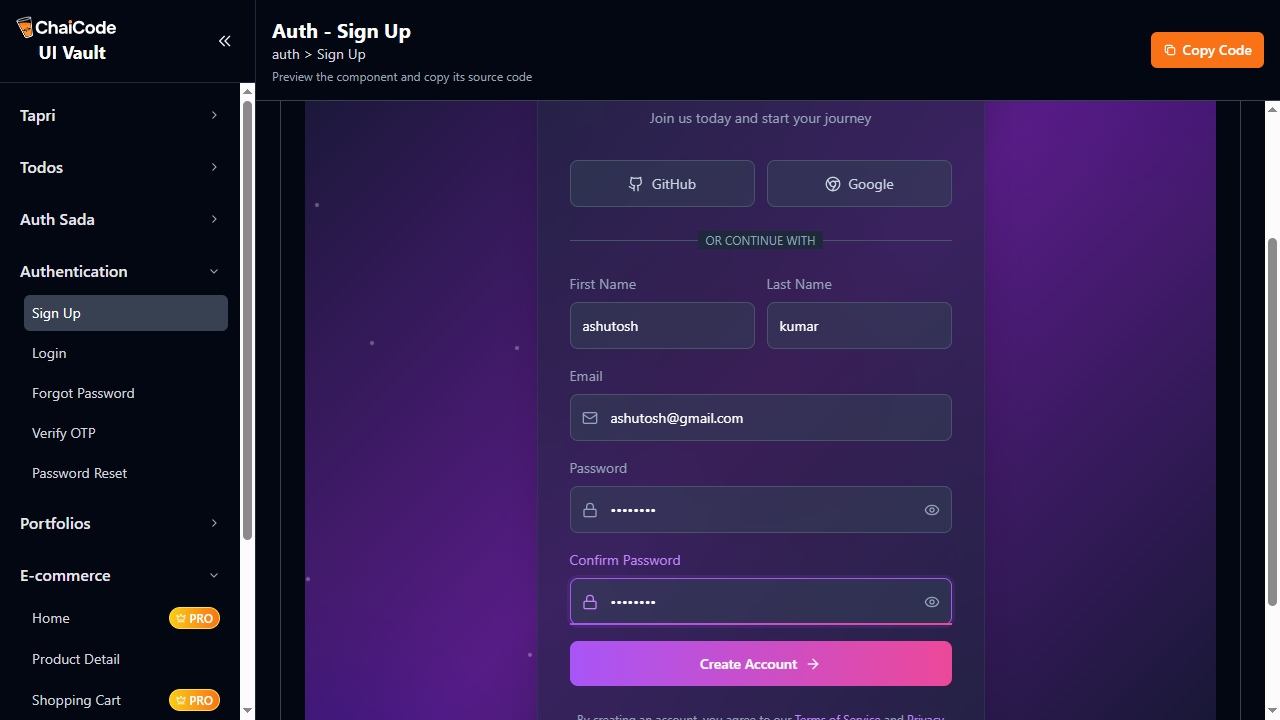 ChaiCode
UI Vault
Tapri
Todos
Auth Sada
Authentication
Sign Up
Login
Forgot Password
Verify OTP
Password Reset
Portfolios
E-commerce
Home PRO
Product Detail
Shopping Cart PRO
Auth - Sign Up
auth > Sign Up
Preview the component and copy its source code
Copy Code
Join us today and start your journey
GitHub Google
OR CONTINUE WITH
First Name Last Name
ashutosh kumar
Email
ashutosh@gmail.com
Password
••••••••
Confirm Password
••••••••
Create Account
By creating an account, you agree to our Terms of Service and Privacy